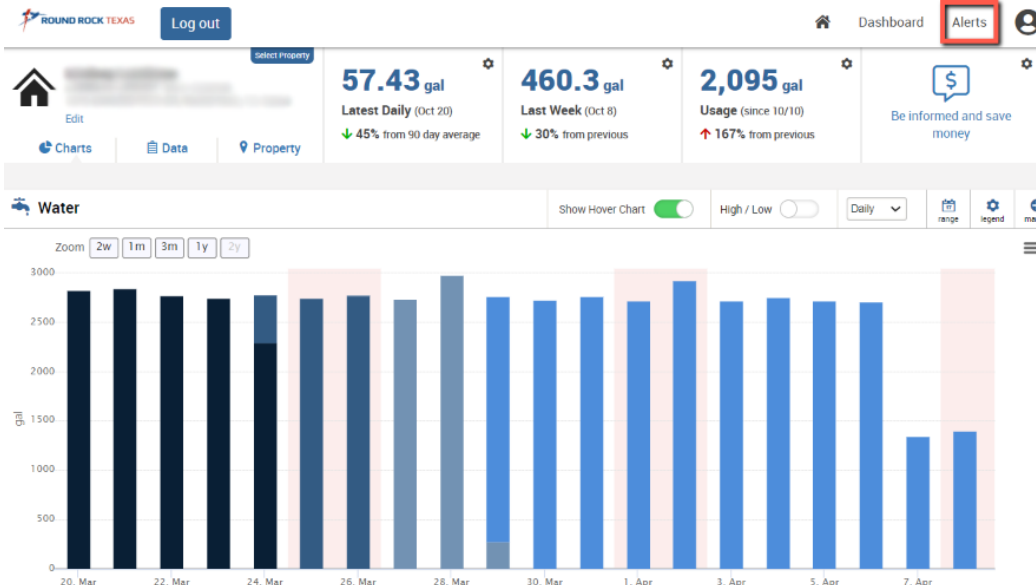 ROUND ROCK TEXAS
Log out
Dashboard
Alerts
Select Property
Edit
Charts
Data
Property
57.43 gal
Latest Daily (Oct 20)
45% from 90 day average
460.3 gal
Last Week (Oct 8)
30% from previous
2,095 gal
Usage (since 10/10)
167% from previous
$
Be informed and save
money
Water
Show Hover Chart
High / Low
Daily
range
legend
Zoom 2w 1m 3m 1y 2y
3000
2500
2000
1500
1000
500
0
gal
20. Mar 22. Mar 24. Mar 26. Mar 28. Mar 30. Mar 1. Apr 3. Apr 5. Apr 7. Apr